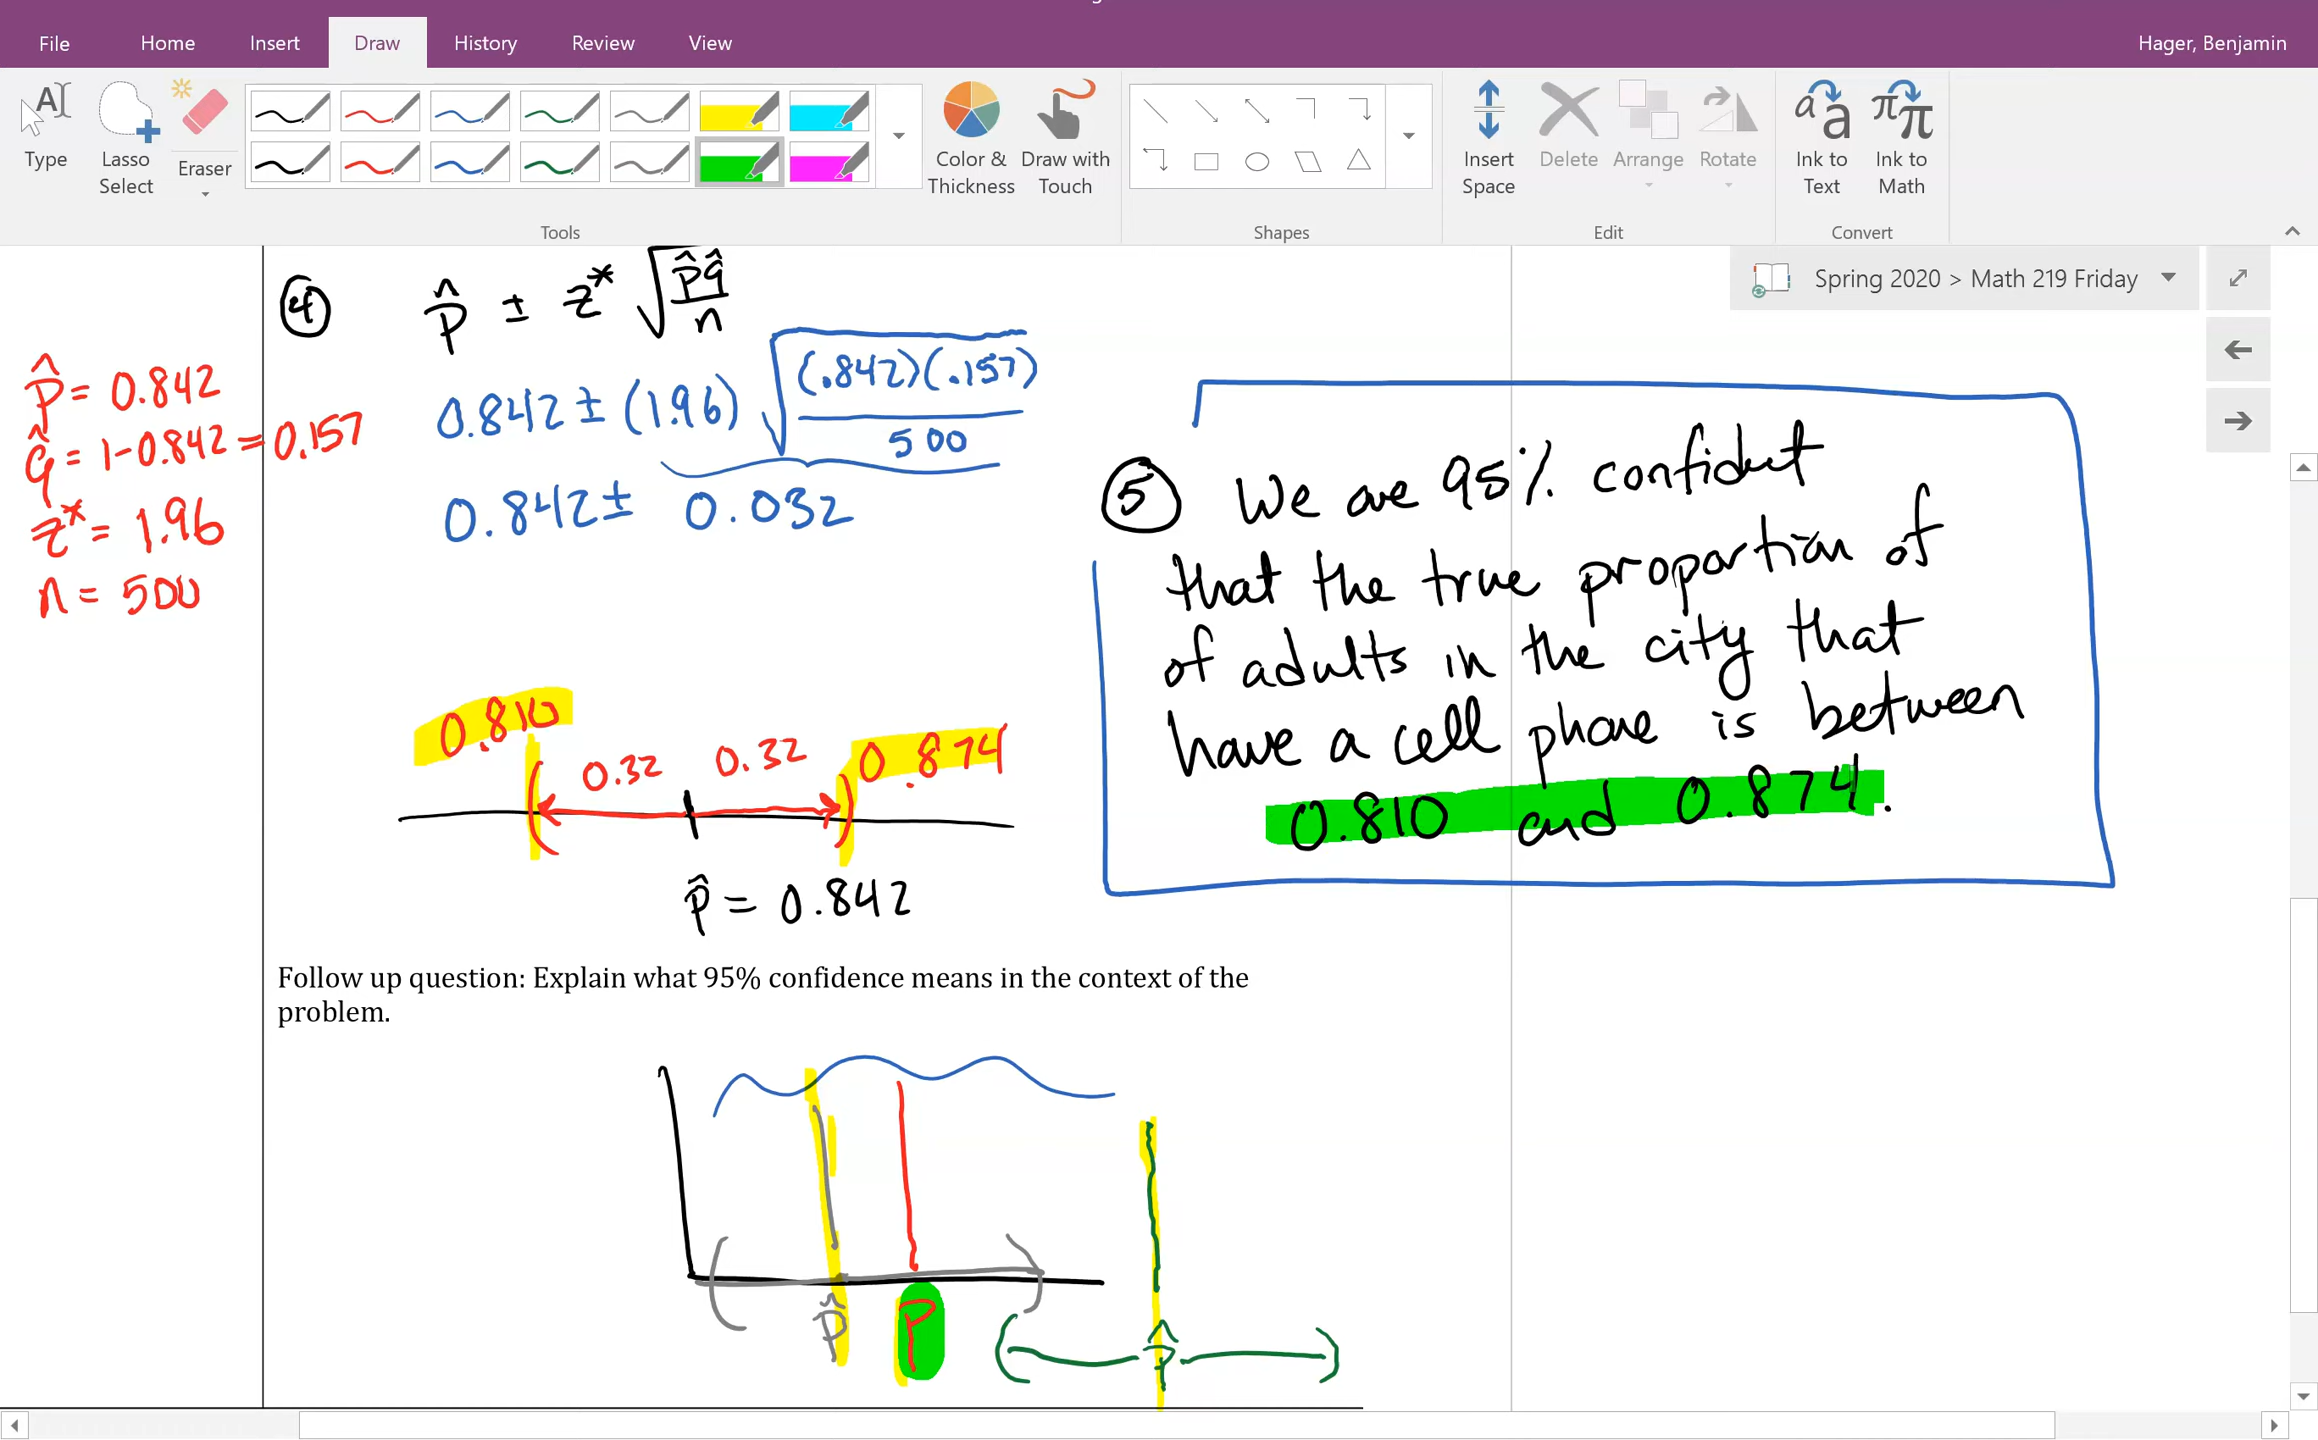 File Home Insert Draw History Review View Hager, Benjamin
Type
Lasso Select
Eraser
Color & Thickness
Draw with Touch
Insert Space
Delete
Arrange
Rotate
Ink to Text
Ink to Math
Tools Shapes Edit Convert
Spring 2020 > Math 219 Friday
④ p̂ ± z* √(p̂q̂/n)
p̂ = 0.842
q̂ = 1-0.842 = 0.157
z* = 1.96
n = 500
0.842 ± (1.96) √((.842)(.157)/500)
0.842 ± 0.032
0.810 0.32 0.32 0.874
p̂ = 0.842
⑤ We are 95% confident
that the true proportion of
of adults in the city that
have a cell phone is between
0.810 and 0.874.
Follow up question: Explain what 95% confidence means in the context of the
problem.
p̂ P p̂